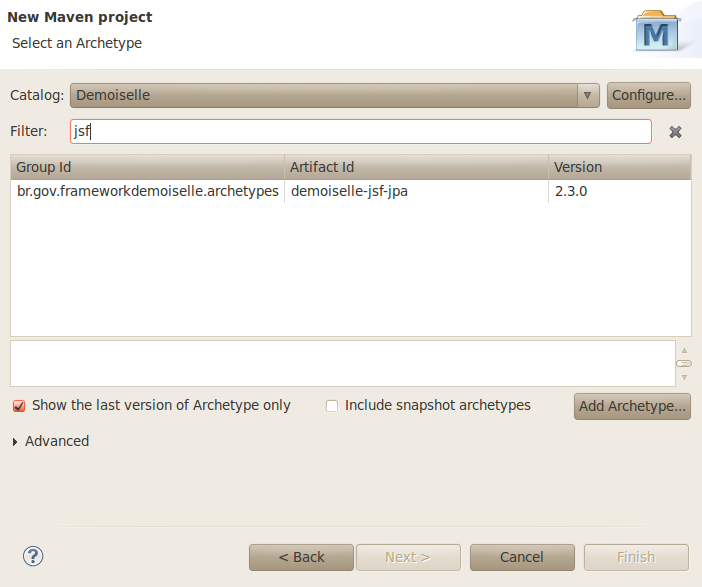 New Maven project
Select an Archetype
M
Catalog: Demoiselle Configure...
Filter: jsf
Group Id Artifact Id Version
br.gov.frameworkdemoiselle.archetypes demoiselle-jsf-jpa 2.3.0
Show the last version of Archetype only Include snapshot archetypes Add Archetype...
Advanced
? < Back Next > Cancel Finish